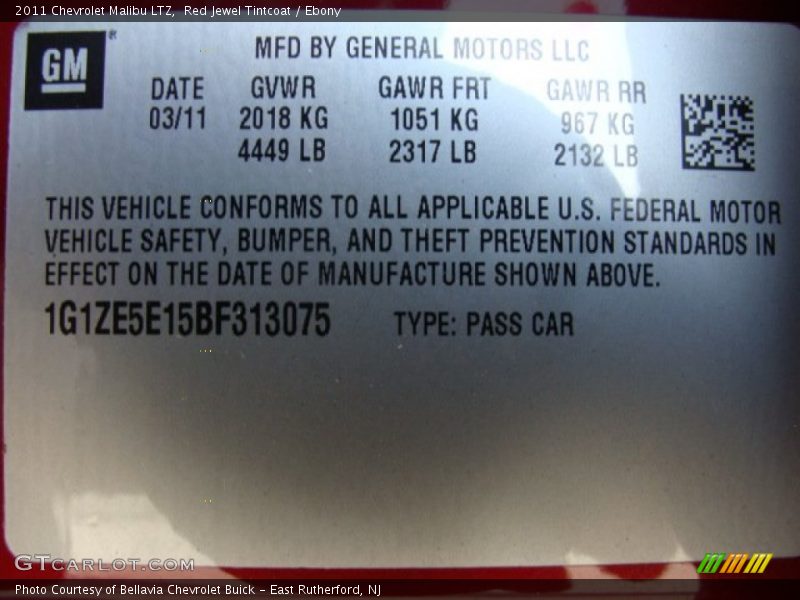 2011 Chevrolet Malibu LTZ, Red Jewel Tintcoat / Ebony
GM®
MFD BY GENERAL MOTORS LLC
DATE GVWR GAWR FRT GAWR RR
03/11 2018 KG 1051 KG 967 KG
4449 LB 2317 LB 2132 LB
THIS VEHICLE CONFORMS TO ALL APPLICABLE U.S. FEDERAL MOTOR
VEHICLE SAFETY, BUMPER, AND THEFT PREVENTION STANDARDS IN
EFFECT ON THE DATE OF MANUFACTURE SHOWN ABOVE.
1G1ZE5E15BF313075 TYPE: PASS CAR
GTCARLOT.COM
Photo Courtesy of Bellavia Chevrolet Buick - East Rutherford, NJ